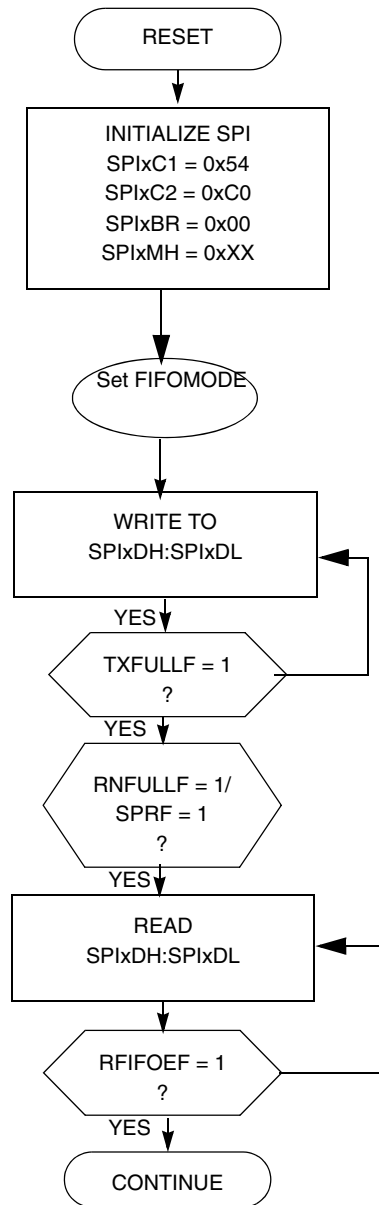 RESET
INITIALIZE SPI
SPIxC1 = 0x54
SPIxC2 = 0xC0
SPIxBR = 0x00
SPIxMH = 0xXX
Set FIFOMODE
WRITE TO
SPIxDH:SPIxDL
YES
TXFULLF = 1
?
YES
RNFULLF = 1/
SPRF = 1
?
YES
READ
SPIxDH:SPIxDL
RFIFOEF = 1
?
YES
CONTINUE